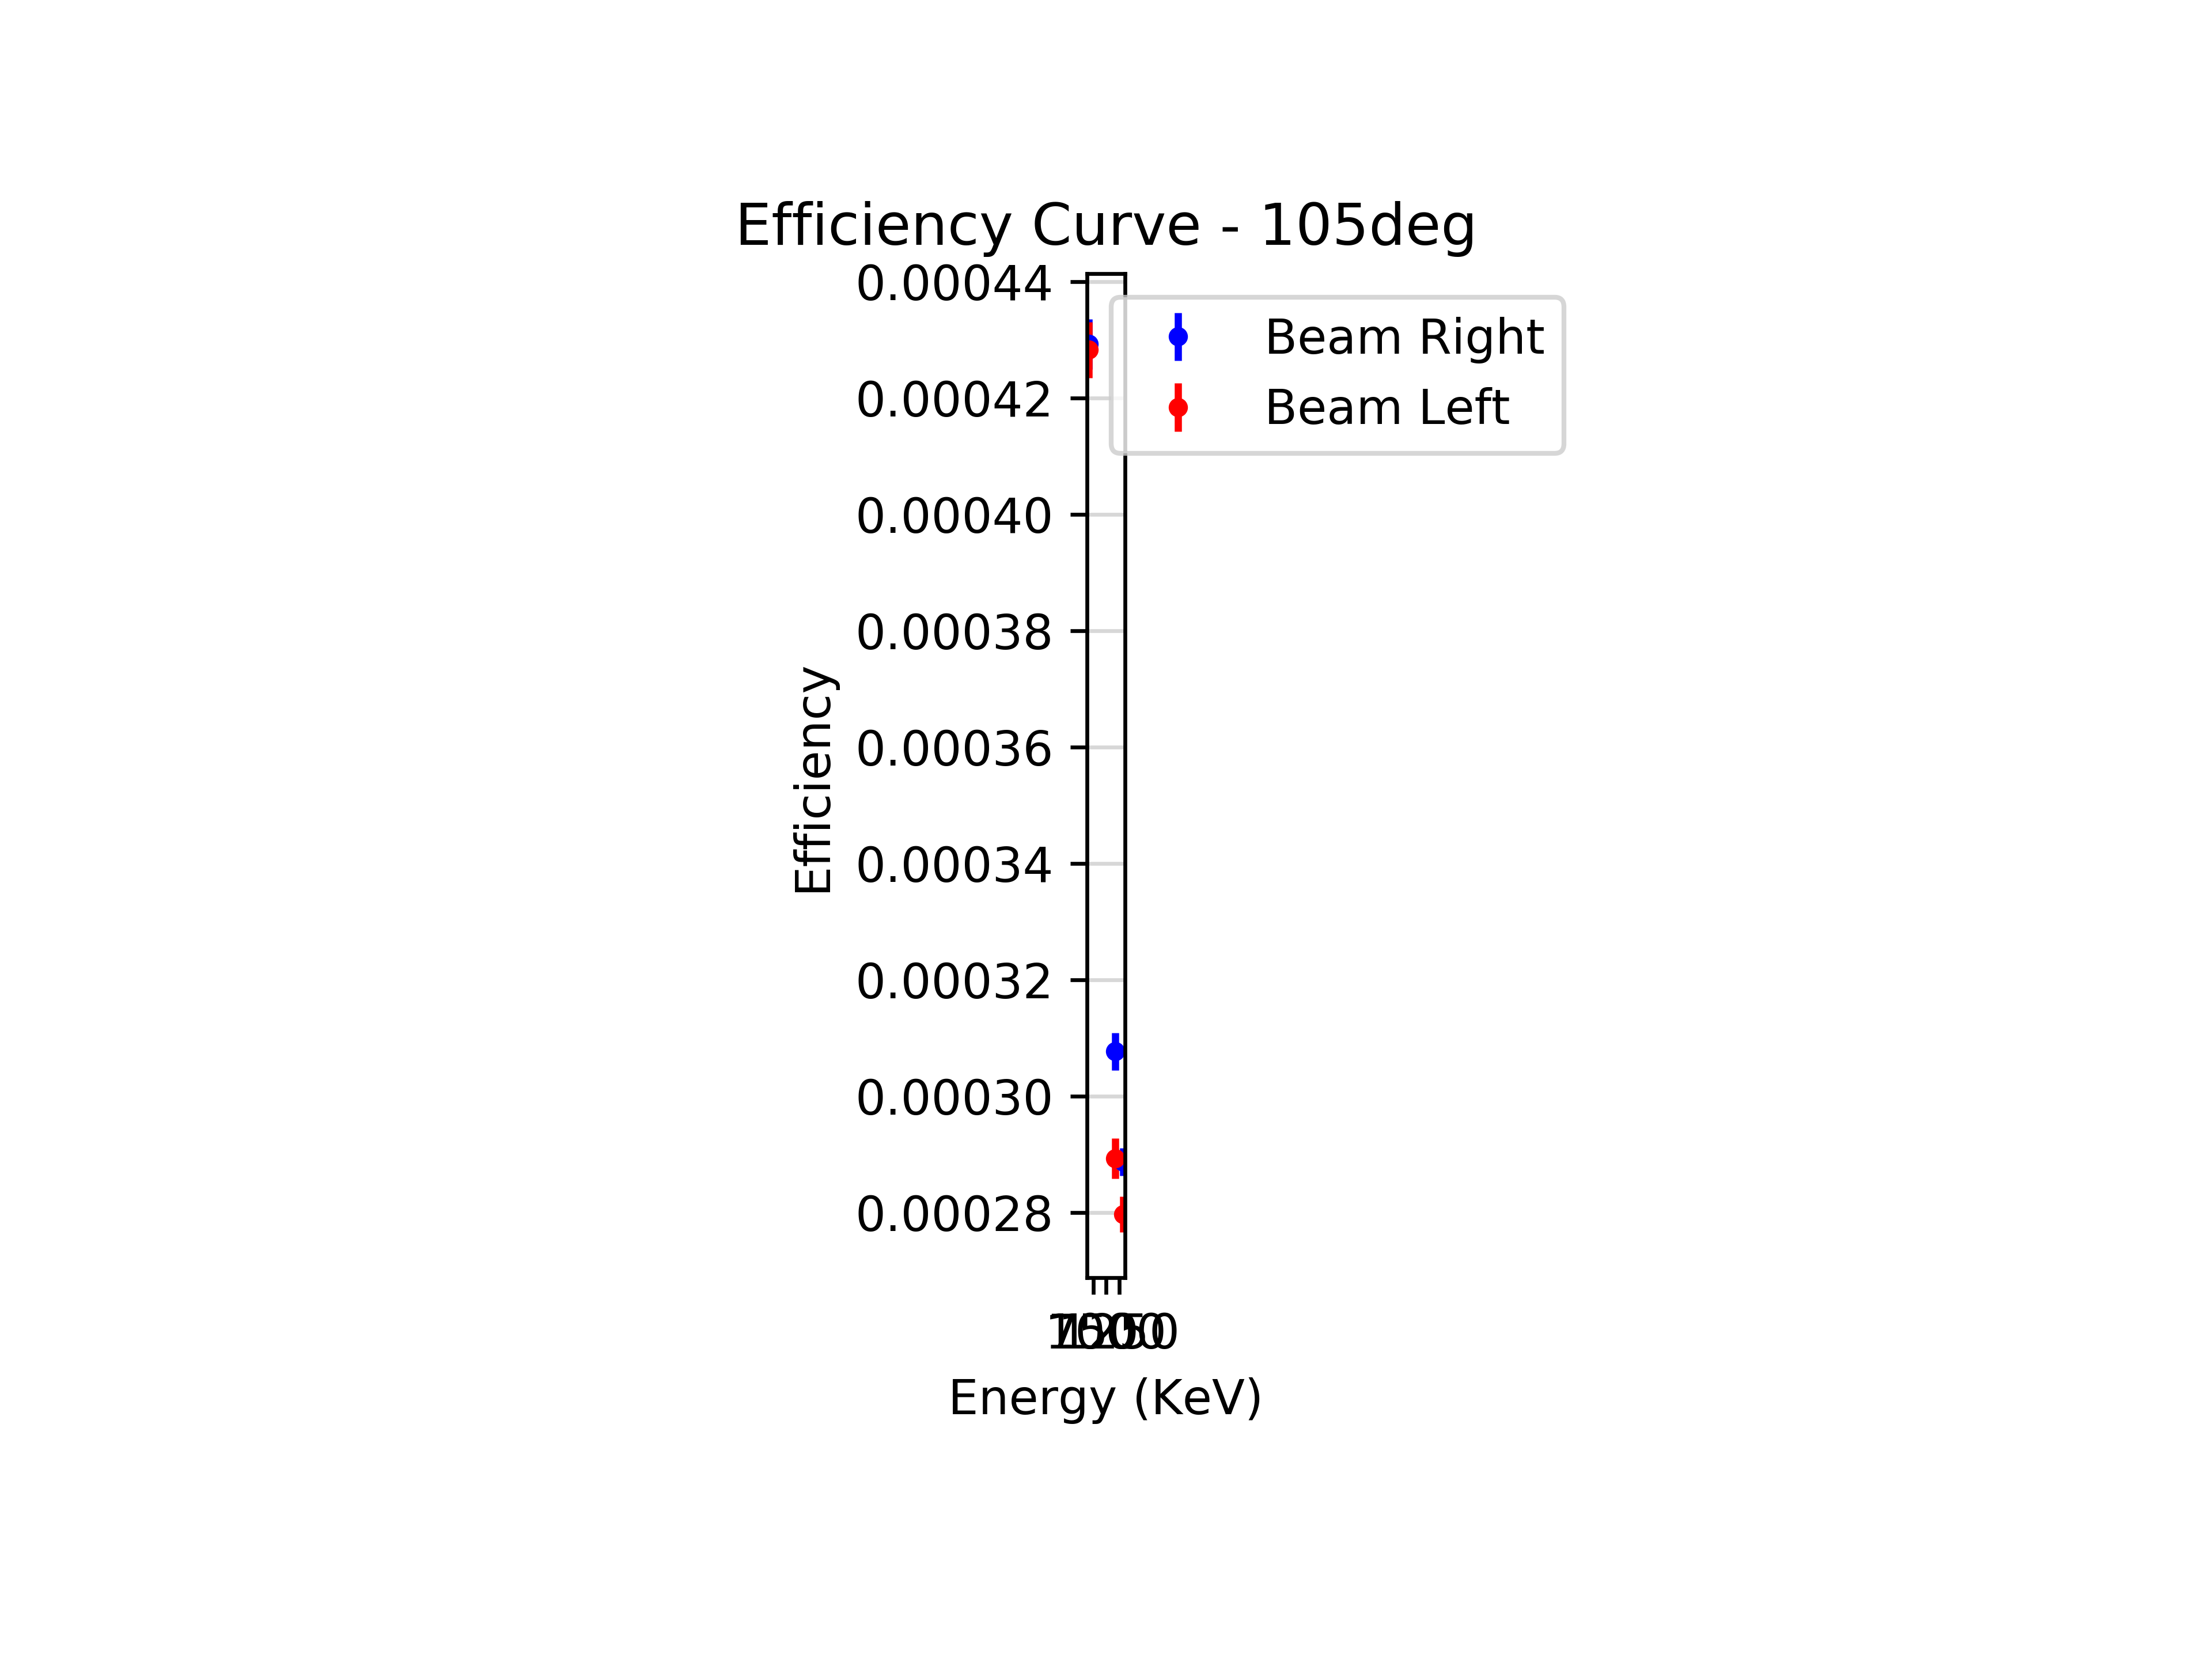 Efficiency Curve - 105deg
0.00044
Beam Right
Beam Left
0.00042
0.00040
0.00038
0.00036
Efficiency
0.00034
0.00032
0.00030
0.00028
Energy (KeV)